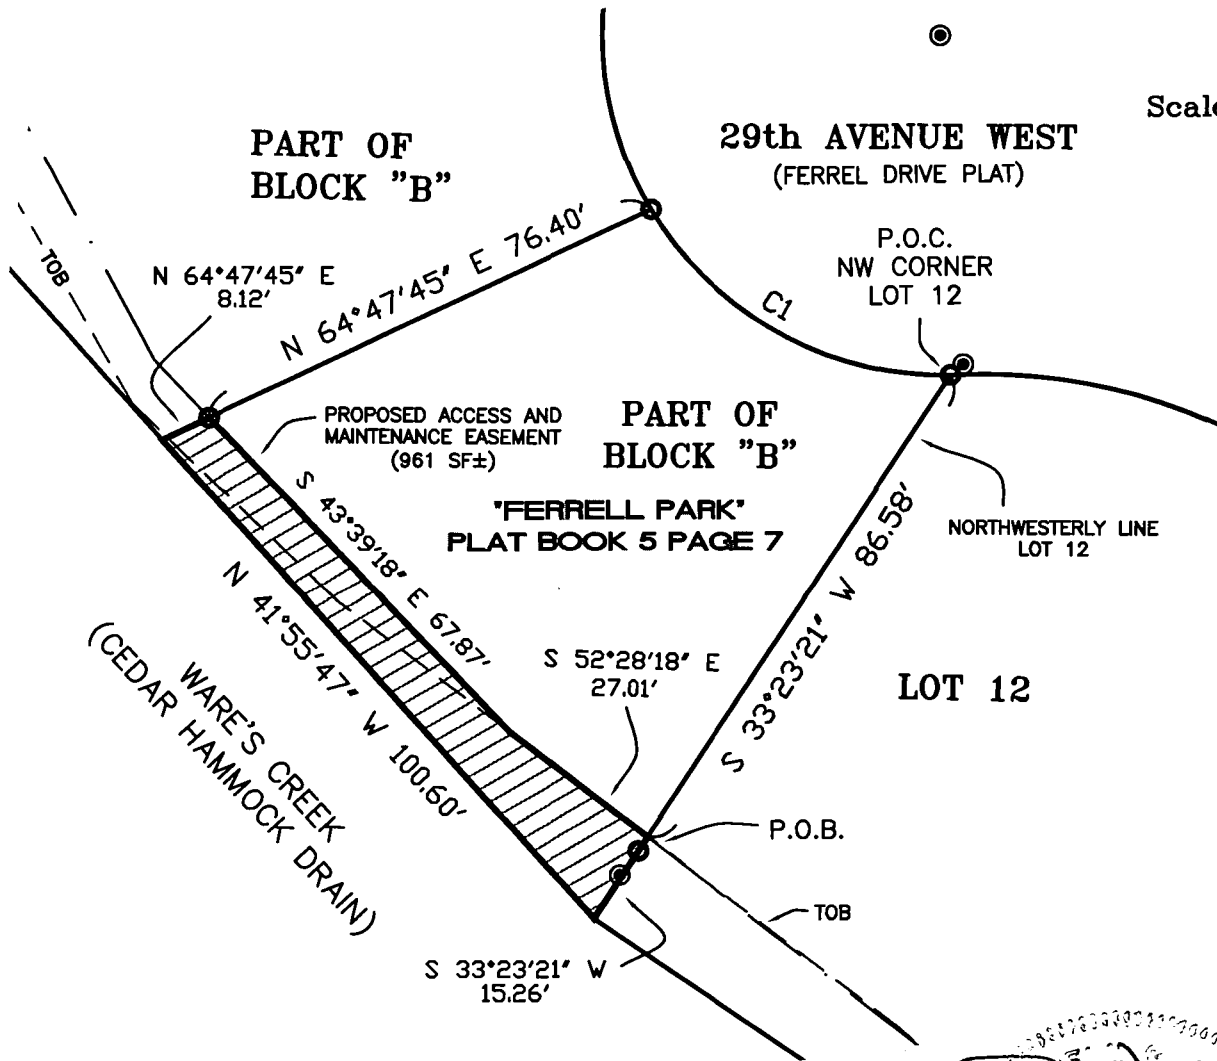 Scale
PART OF
BLOCK "B"
29th AVENUE WEST
(FERREL DRIVE PLAT)
P.O.C.
NW CORNER
LOT 12
TOB
N 64°47'45" E
8.12'
N 64°47'45" E 76.40'
C1
PROPOSED ACCESS AND
MAINTENANCE EASEMENT
(961 SF±)
PART OF
BLOCK "B"
"FERRELL PARK"
PLAT BOOK 5 PAGE 7
NORTHWESTERLY LINE
LOT 12
S 43°39'18" E 67.87'
S 33°23'21" W 86.58'
N 41°55'47" W 100.60'
S 52°28'18" E
27.01'
LOT 12
WARE'S CREEK
(CEDAR HAMMOCK DRAIN)
P.O.B.
TOB
S 33°23'21" W
15.26'